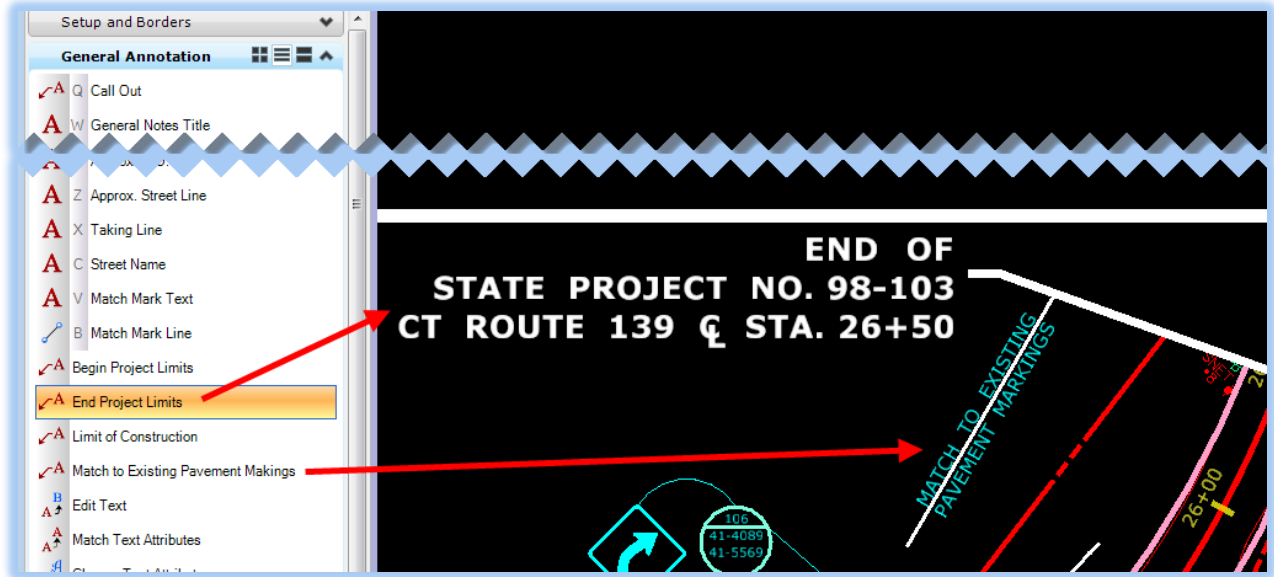 Setup and Borders
General Annotation
A Q Call Out
A W General Notes Title
A Z Approx. Street Line
A X Taking Line
A C Street Name
A V Match Mark Text
B Match Mark Line
A Begin Project Limits
A End Project Limits
A Limit of Construction
A Match to Existing Pavement Makings
B A Edit Text
A A Match Text Attributes
END OF
STATE PROJECT NO. 98-103
CT ROUTE 139 ℄ STA. 26+50
MATCH TO EXISTING
PAVEMENT MARKINGS
106
41-4089
41-5569
26+00